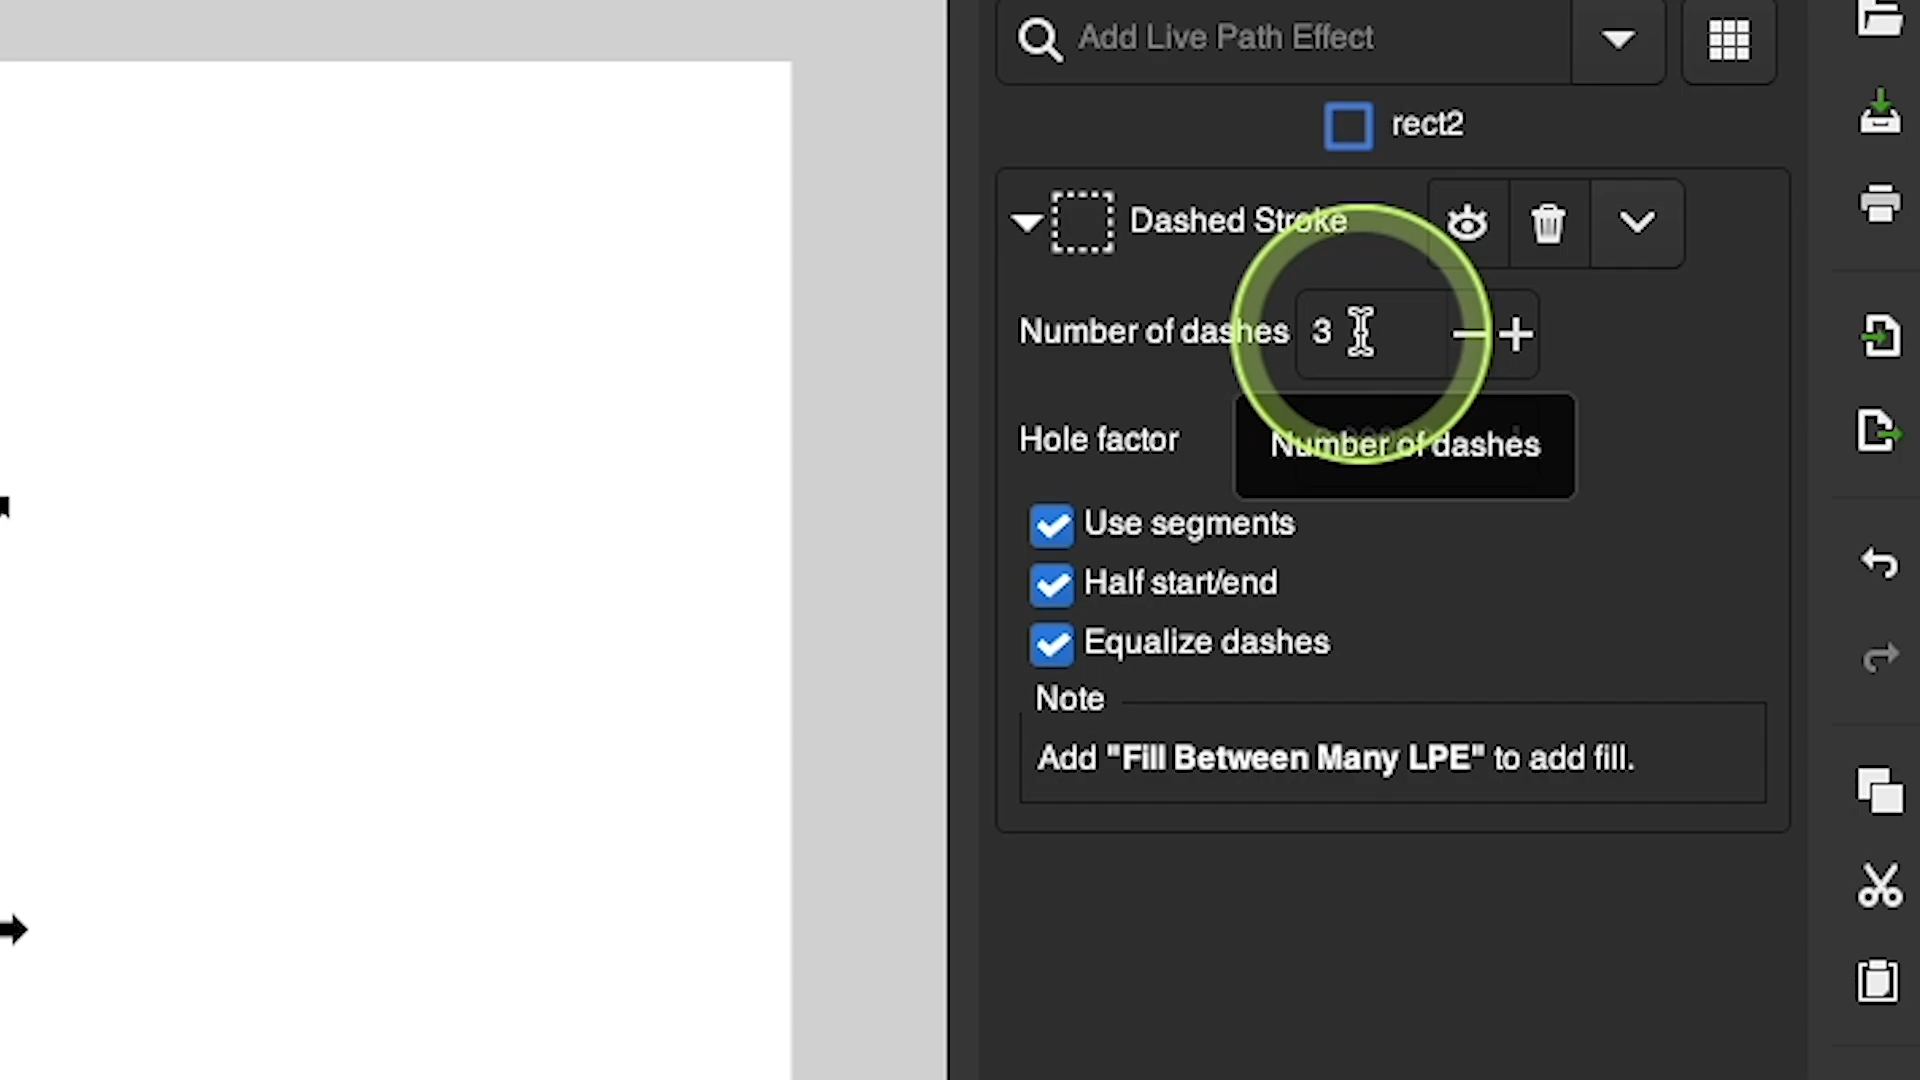 Add Live Path Effect
rect2
Dashed Stroke
Number of dashes 3
Hole factor
Number of dashes
Use segments
Half start/end
Equalize dashes
Note
Add "Fill Between Many LPE" to add fill.